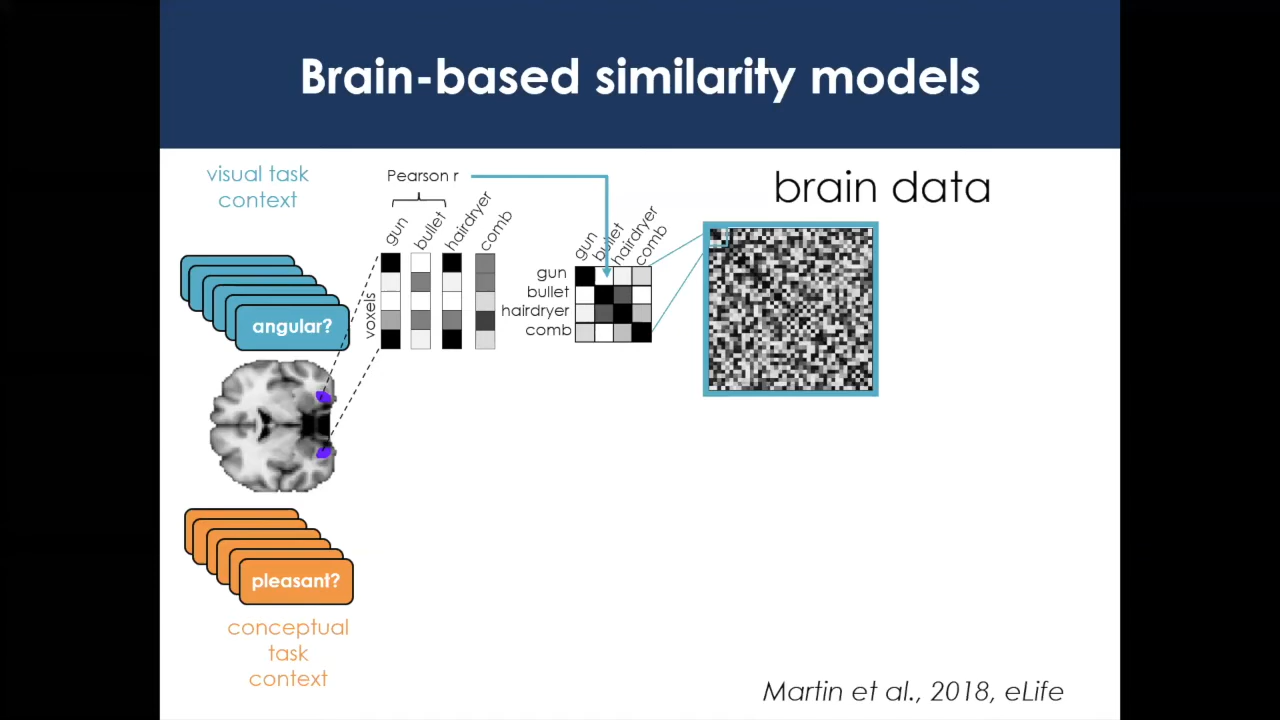 Brain-based similarity models
visual task
context
Pearson r
brain data
gun
bullet
hairdryer
comb
voxels
gun
bullet
hairdryer
comb
gun
bullet
hairdryer
comb
angular?
pleasant?
conceptual
task
context
Martin et al., 2018, eLife